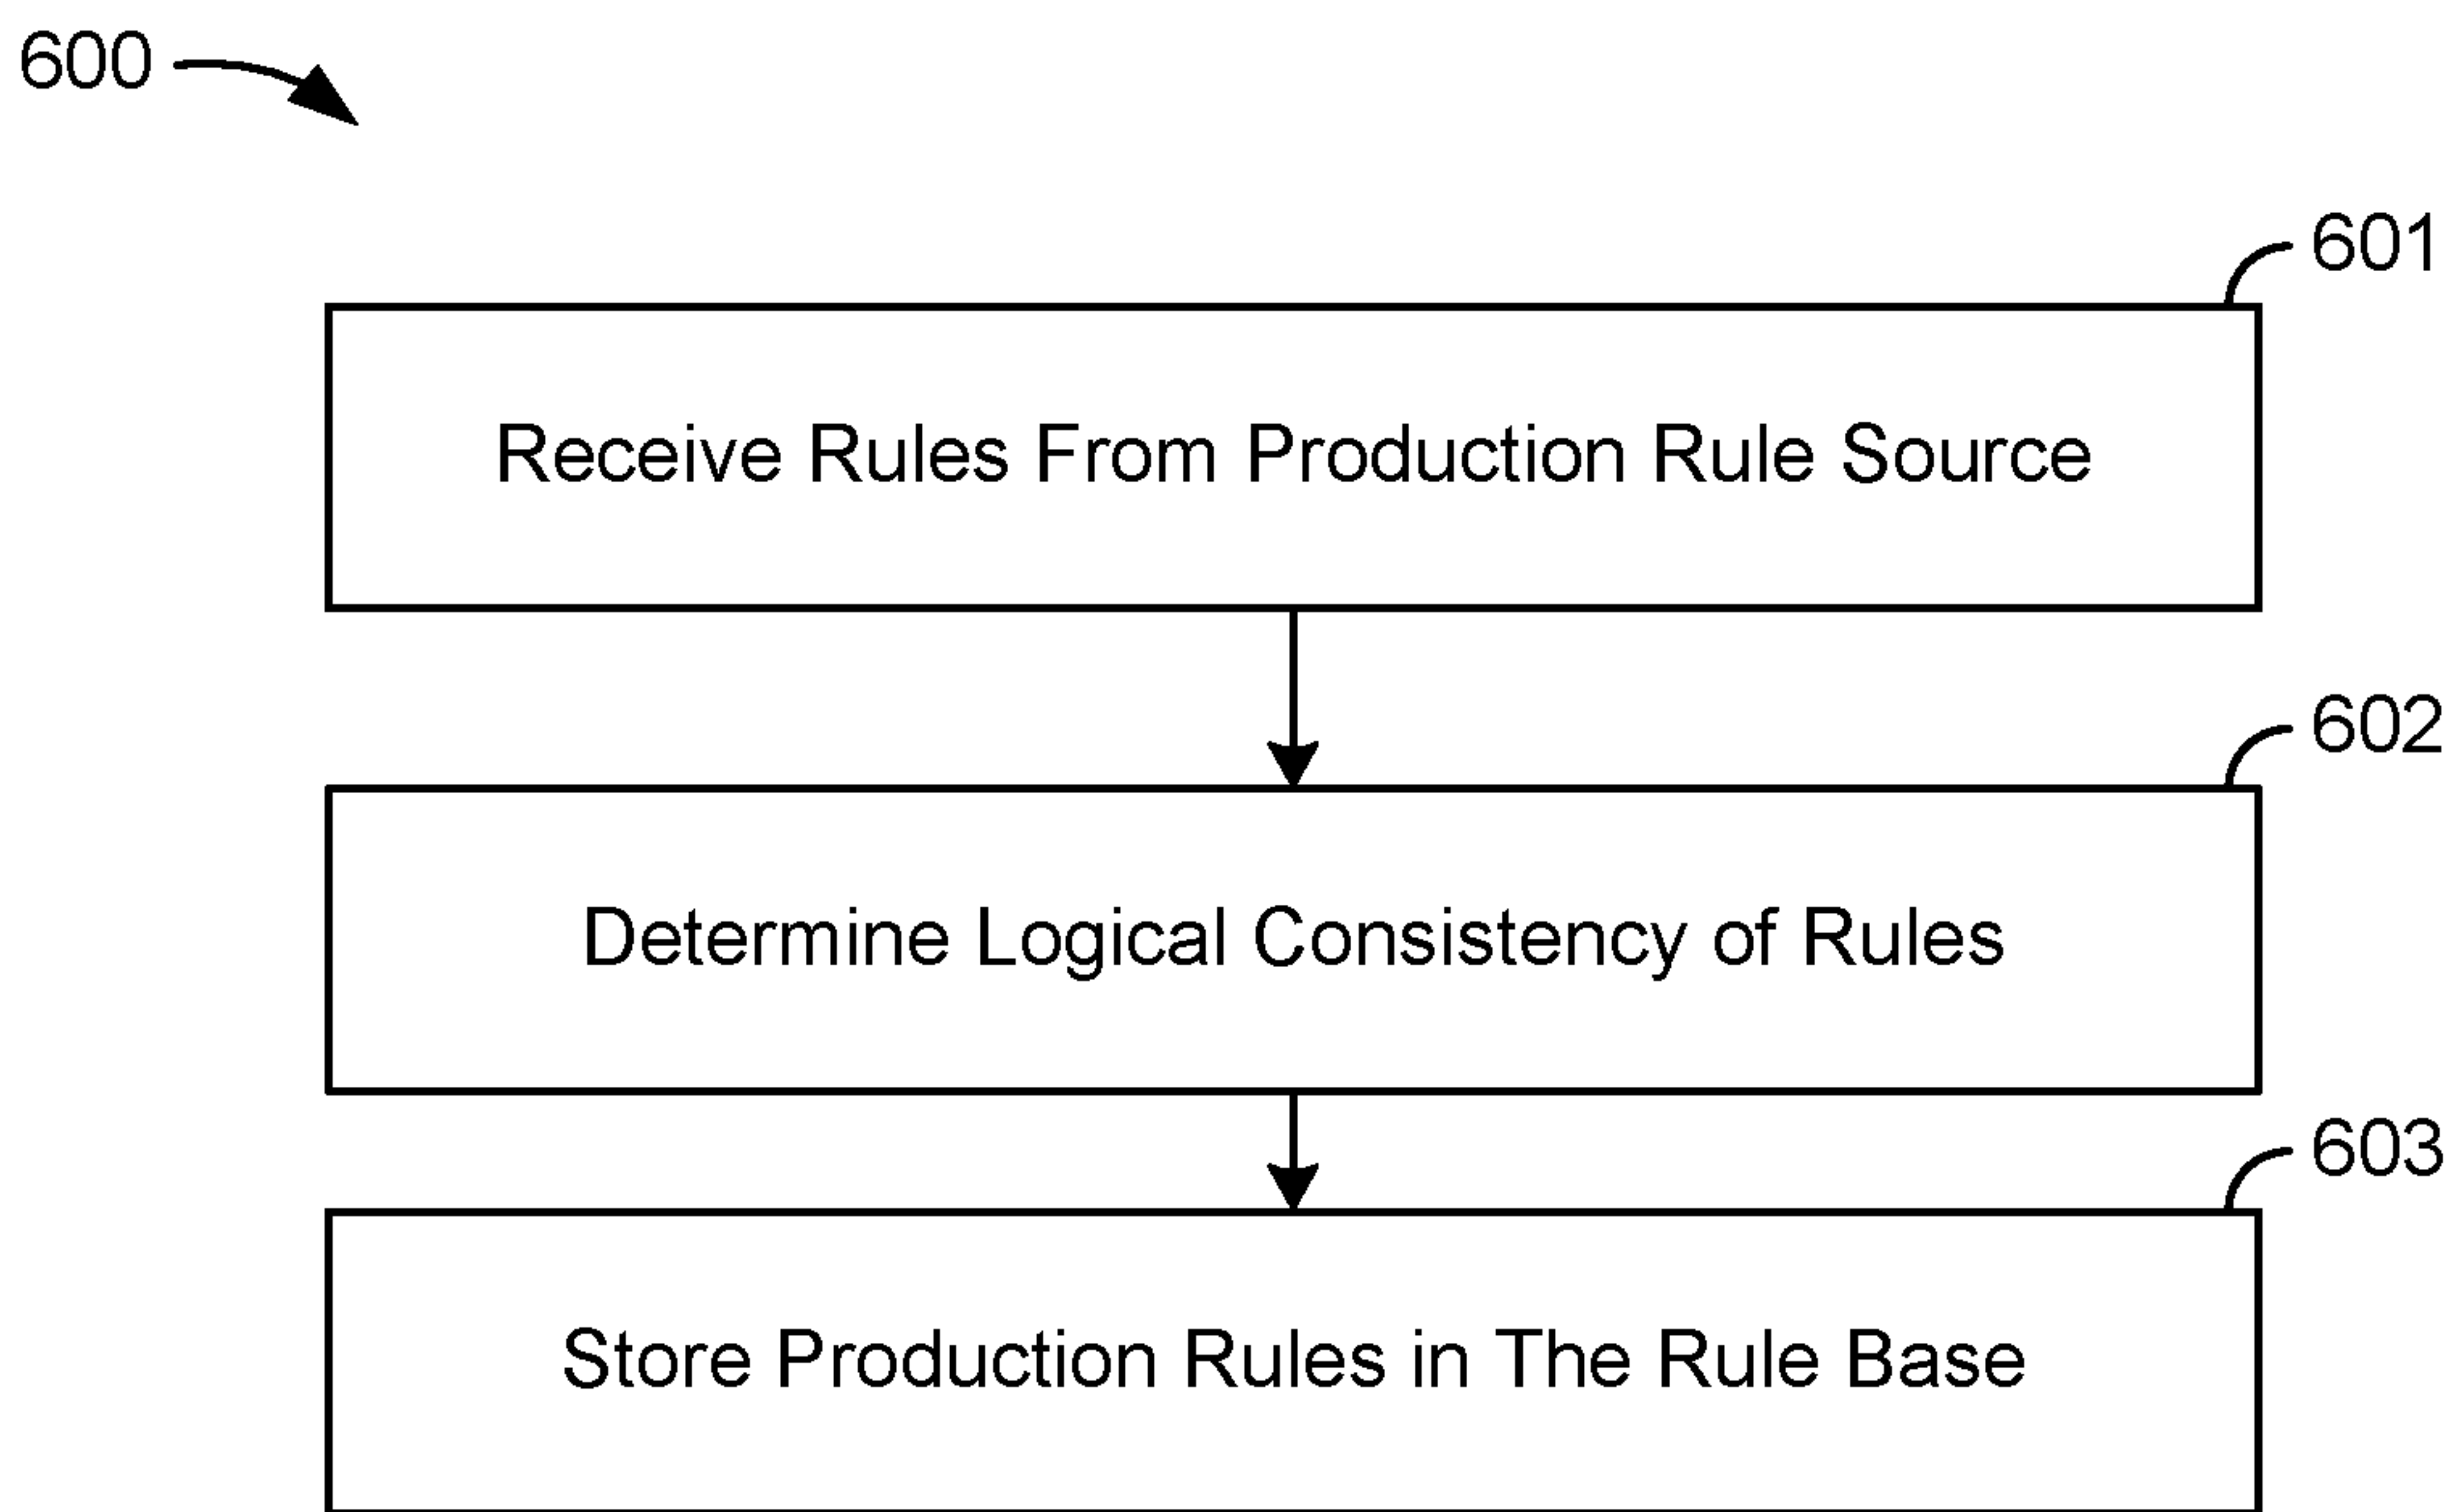 600
601
Receive Rules From Production Rule Source
602
Determine Logical Consistency of Rules
603
Store Production Rules in The Rule Base